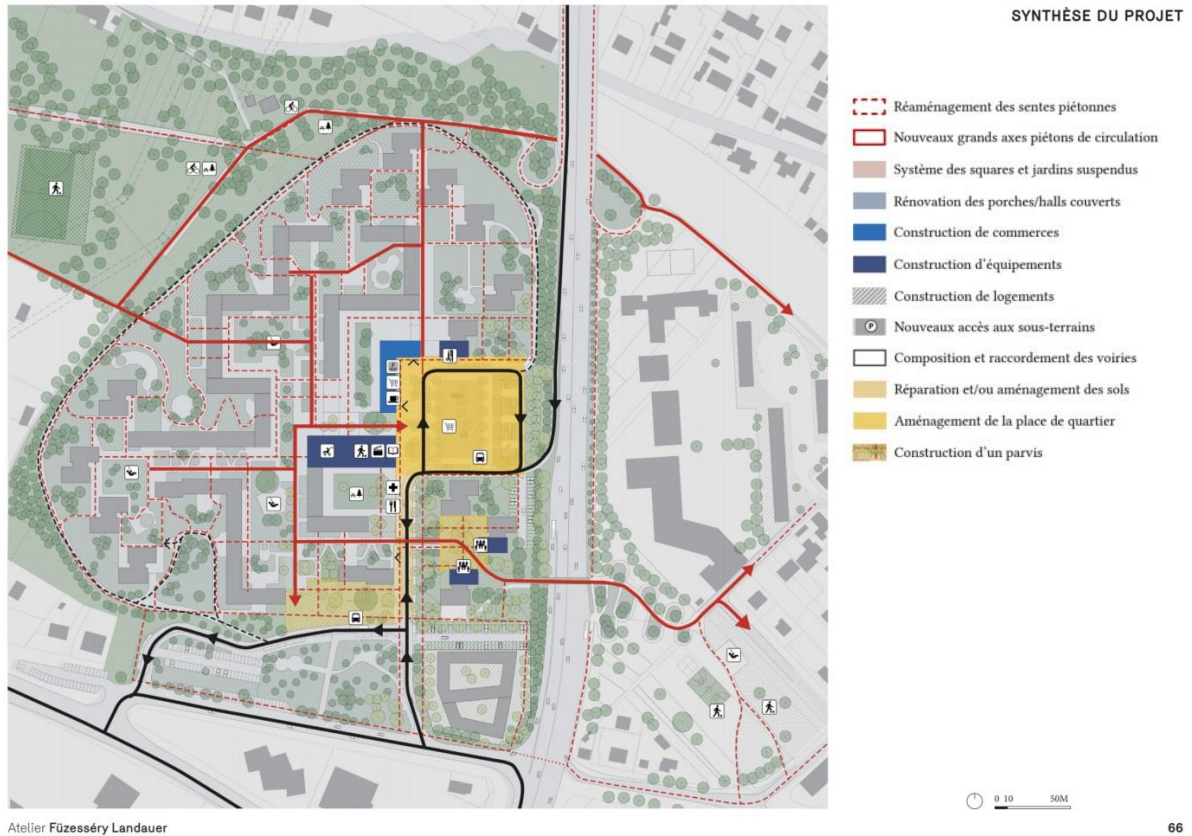 SYNTHÈSE DU PROJET
Réaménagement des sentes piétonnes
Nouveaux grands axes piétons de circulation
Système des squares et jardins suspendus
Rénovation des porches/halls couverts
Construction de commerces
Construction d'équipements
Construction de logements
P
Nouveaux accès aux sous-terrains
Composition et raccordement des voiries
Réparation et/ou aménagement des sols
Aménagement de la place de quartier
Construction d'un parvis
0 10 50M
Atelier Füzesséry Landauer
66